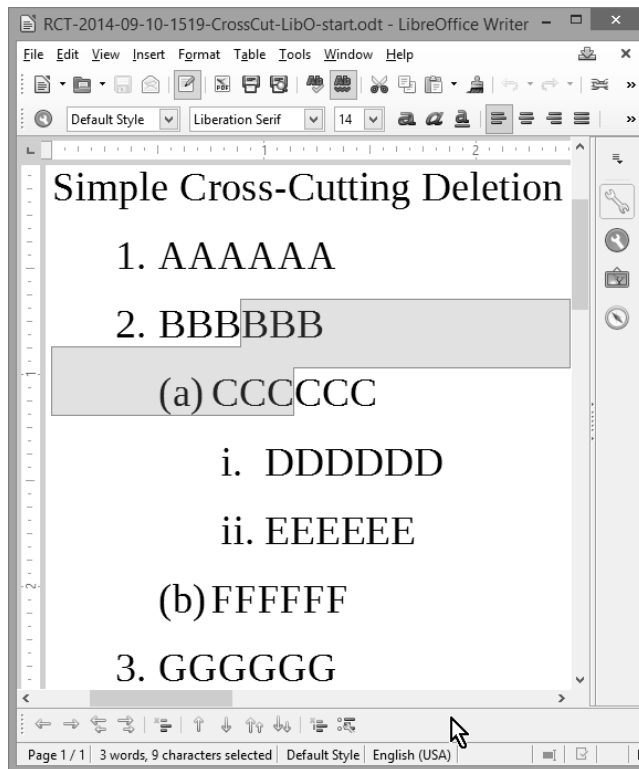 RCT-2014-09-10-1519-CrossCut-LibO-start.odt - LibreOffice Writer
File Edit View Insert Format Table Tools Window Help
Default Style Liberation Serif 14 a a a
1 2
Simple Cross-Cutting Deletion
1. AAAAAA
2. BBBBBB
(a) CCCCCC
i. DDDDDD
ii. EEEEEE
(b) FFFFFF
3. GGGGGG
Page 1 / 1 3 words, 9 characters selected Default Style English (USA)